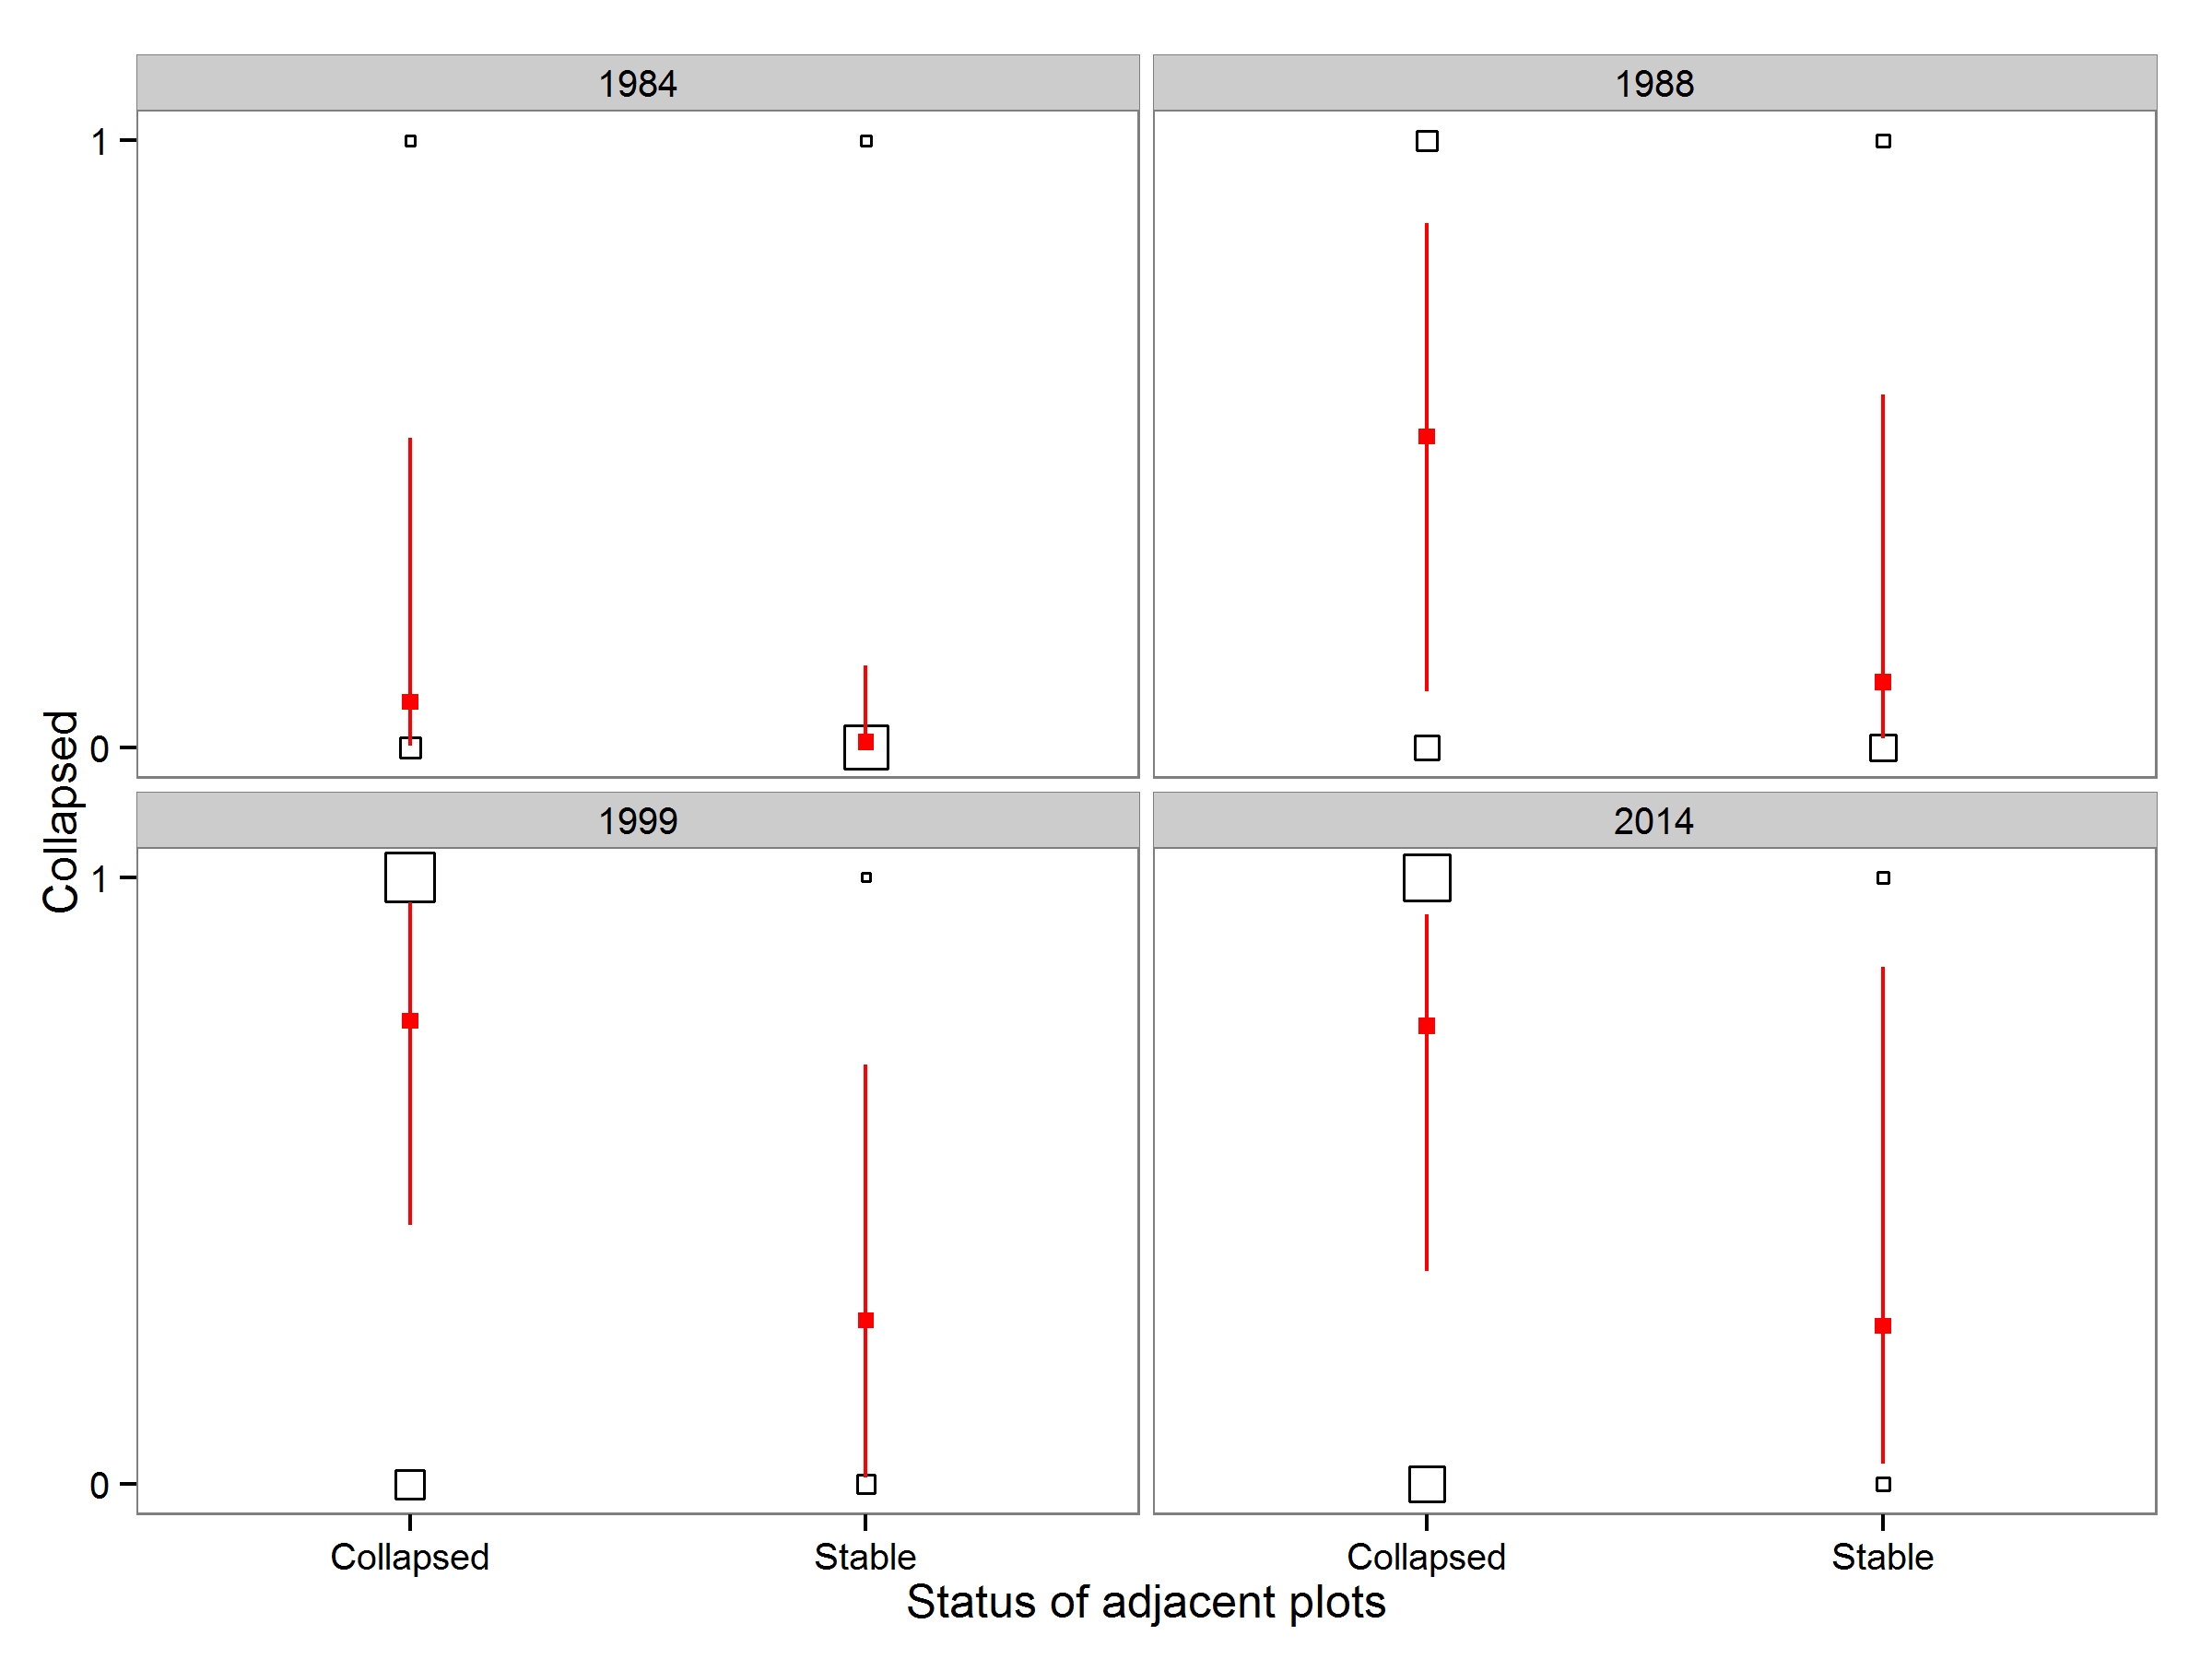 1984
1988
1
0
1999
2014
1
0
Collapsed
Collapsed
Stable
Collapsed
Stable
Status of adjacent plots